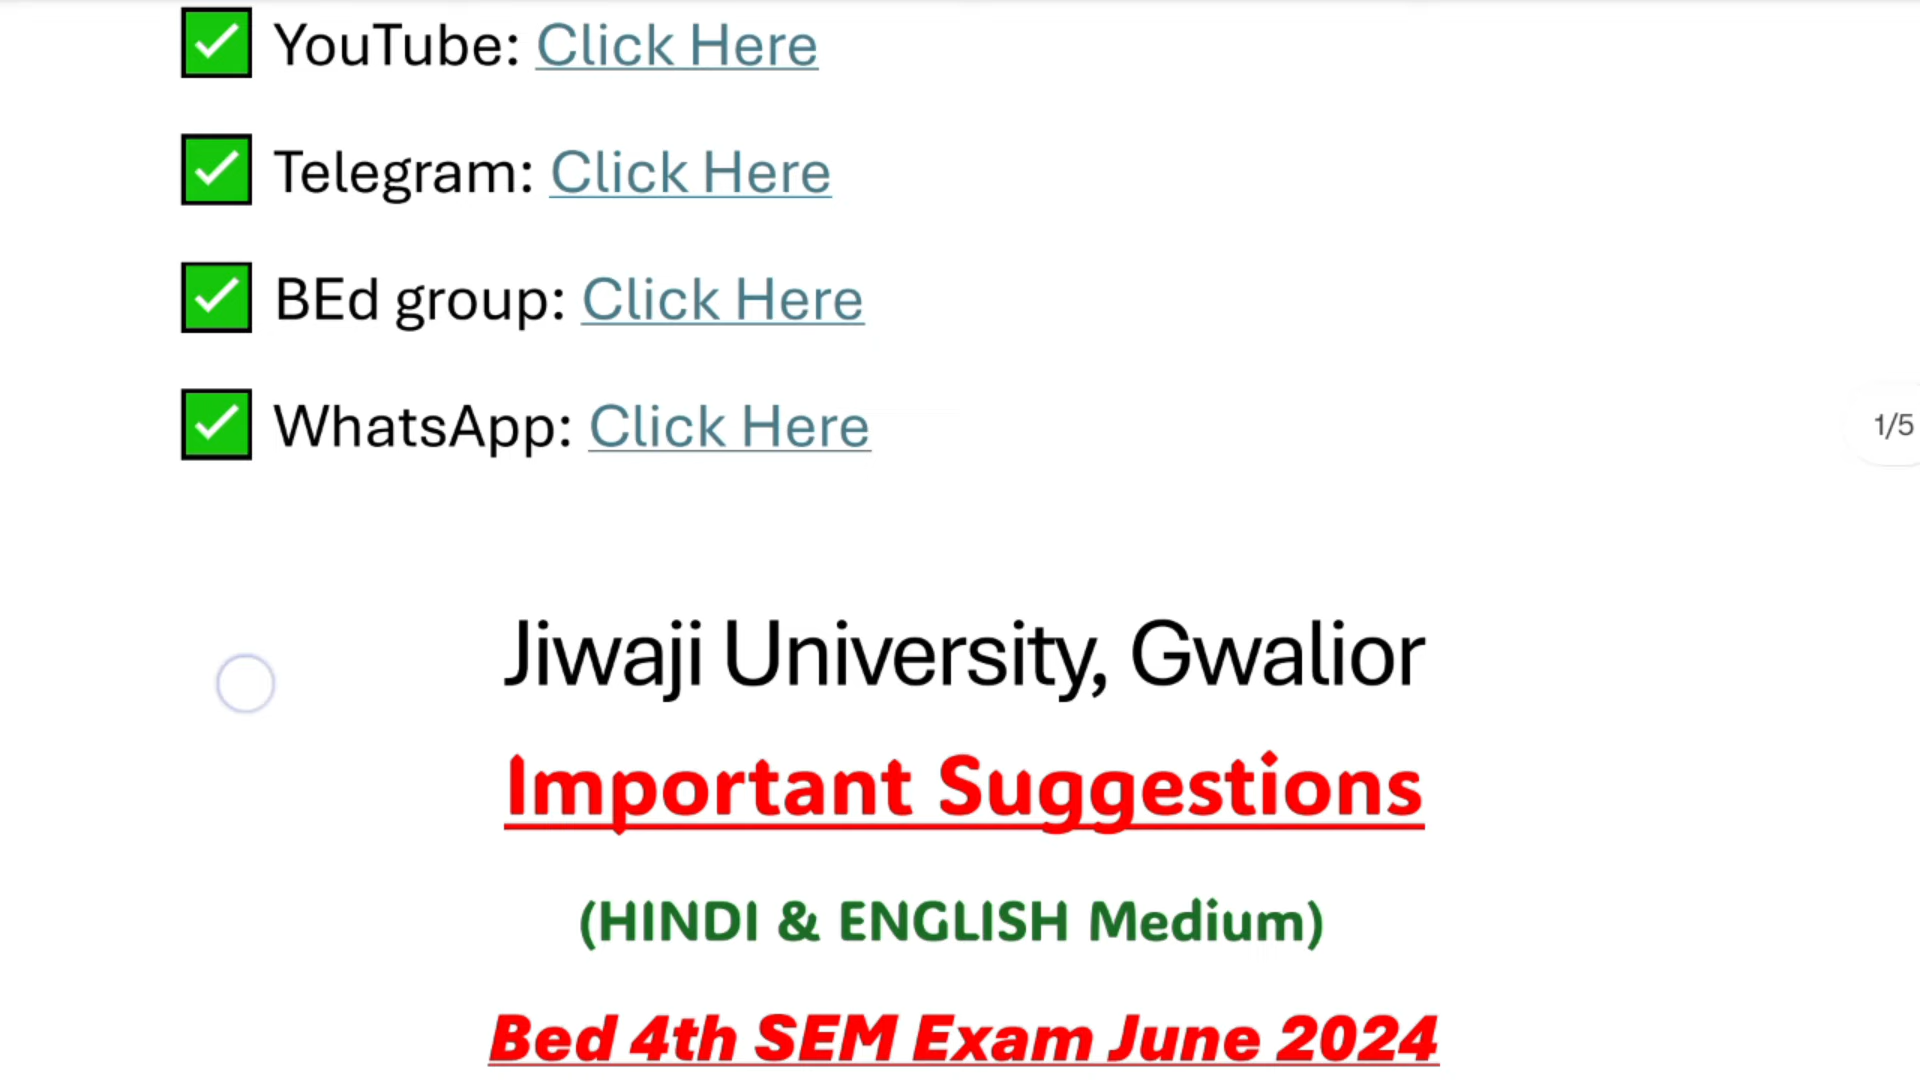 ✅ YouTube: Click Here
✅ Telegram: Click Here
✅ BEd group: Click Here
✅ WhatsApp: Click Here
1/5
Jiwaji University, Gwalior
Important Suggestions
(HINDI & ENGLISH Medium)
Bed 4th SEM Exam June 2024